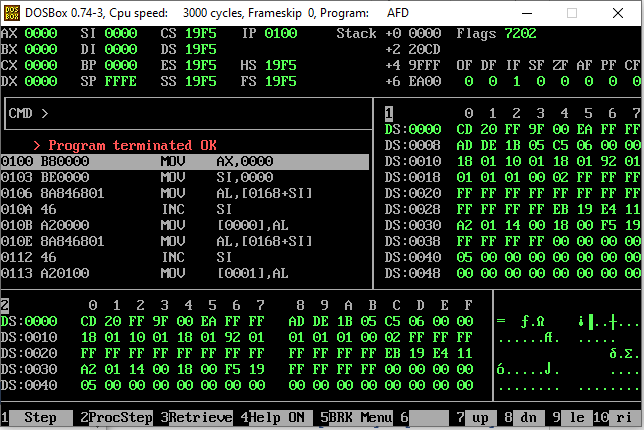 DOSBox 0.74-3, Cpu speed: 3000 cycles, Frameskip 0, Program: AFD
AX 0000 SI 0000 CS 19F5 IP 0100 Stack +0 0000 Flags 7202
BX 0000 DI 0000 DS 19F5 +2 20CD
CX 0000 BP 0000 ES 19F5 HS 19F5 +4 9FFF OF DF IF SF ZF AF PF CF
DX 0000 SP FFFE SS 19F5 FS 19F5 +6 EA00 0 0 1 0 0 0 0 0
CMD >
> Program terminated OK
0100 B80000 MOV AX,0000
0103 BE0000 MOV SI,0000
0106 8A846801 MOV AL,[0168+SI]
010A 46 INC SI
010B A20000 MOV [0000],AL
010E 8A846801 MOV AL,[0168+SI]
0112 46 INC SI
0113 A20100 MOV [0001],AL
1 0 1 2 3 4 5 6 7
DS:0000 CD 20 FF 9F 00 EA FF FF
DS:0008 AD DE 1B 05 C5 06 00 00
DS:0010 18 01 10 01 18 01 92 01
DS:0018 01 01 01 00 02 FF FF FF
DS:0020 FF FF FF FF FF FF FF FF
DS:0028 FF FF FF FF EB 19 E4 11
DS:0030 A2 01 14 00 18 00 F5 19
DS:0038 FF FF FF FF 00 00 00 00
DS:0040 05 00 00 00 00 00 00 00
DS:0048 00 00 00 00 00 00 00 00
2 0 1 2 3 4 5 6 7 8 9 A B C D E F
DS:0000 CD 20 FF 9F 00 EA FF FF AD DE 1B 05 C5 06 00 00
DS:0010 18 01 10 01 18 01 92 01 01 01 01 00 02 FF FF FF
DS:0020 FF FF FF FF FF FF FF FF FF FF FF FF EB 19 E4 11
DS:0030 A2 01 14 00 18 00 F5 19 FF FF FF FF 00 00 00 00
DS:0040 05 00 00 00 00 00 00 00 00 00 00 00 00 00 00 00
= ƒ.Ω ¡▐..┼...
......Æ. .....
δ.Σ.
ó.....J. ....
........ ........
1 Step 2ProcStep 3Retrieve 4Help ON 5BRK Menu 6 7 up 8 dn 9 le 10 ri